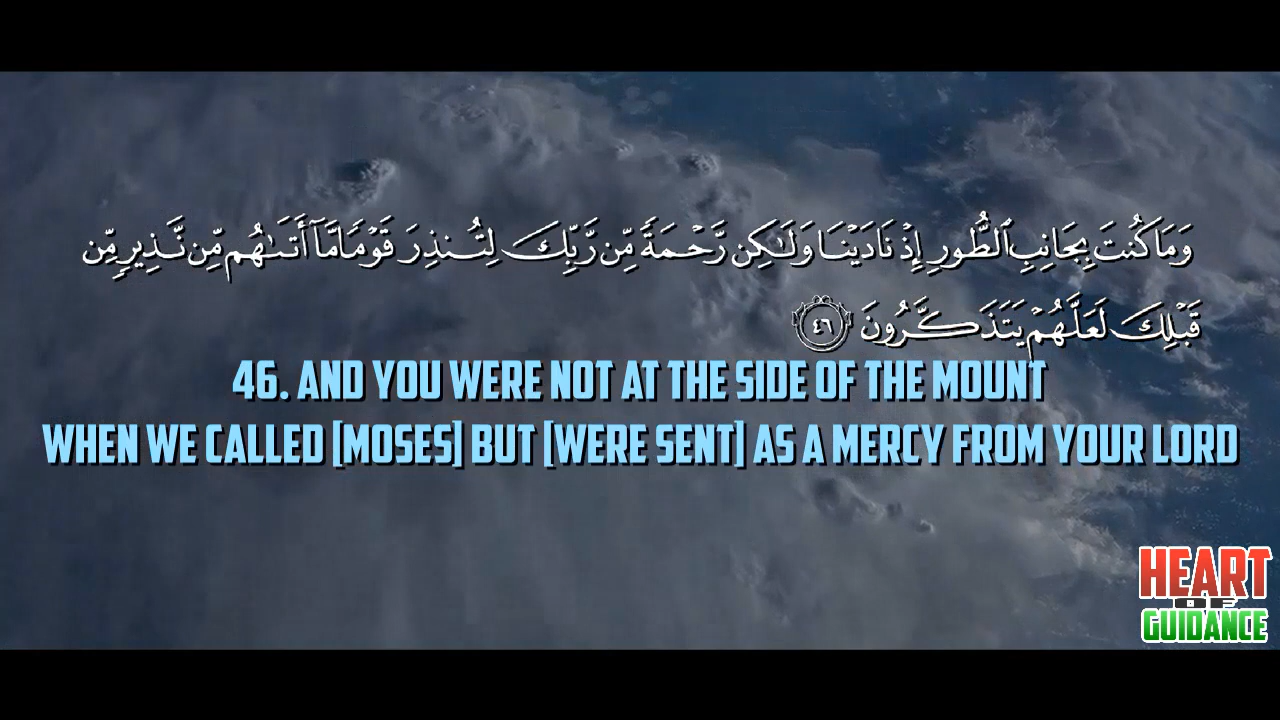 وَمَا كُنتَ بِجَانِبِ ٱلطُّورِ إِذْ نَادَيْنَا وَلَـٰكِن رَّحْمَةً مِّن رَّبِّكَ لِتُنذِرَ قَوْمًا مَّآ أَتَىٰهُم مِّن نَّذِيرٍ مِّن
قَبْلِكَ لَعَلَّهُمْ يَتَذَكَّرُونَ ٤٦
46. AND YOU WERE NOT AT THE SIDE OF THE MOUNT
WHEN WE CALLED [MOSES] BUT [WERE SENT] AS A MERCY FROM YOUR LORD
HEART
OF
GUIDANCE